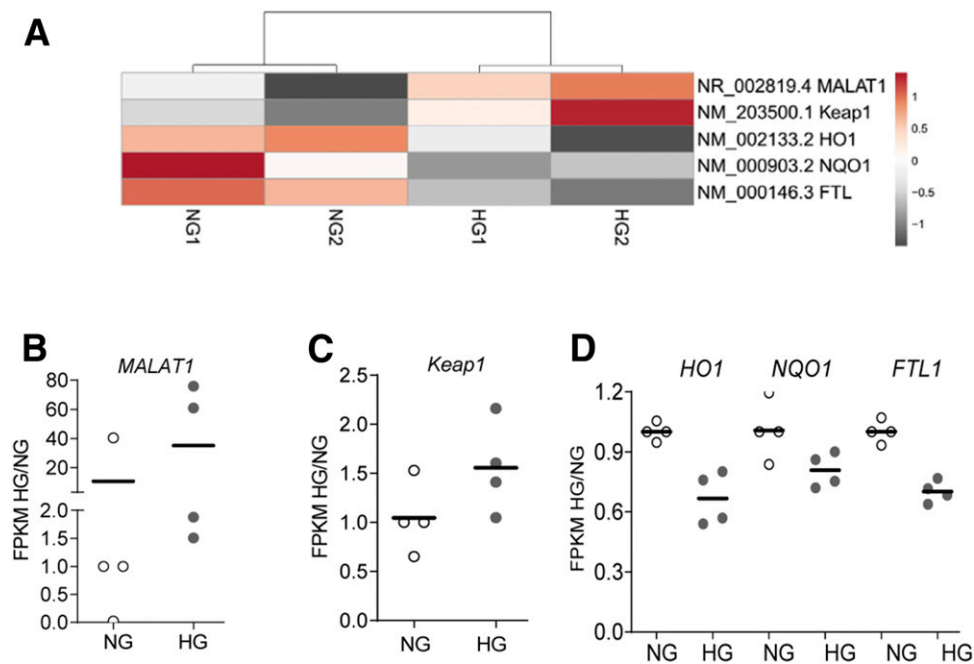 A
NR_002819.4 MALAT1
NM_203500.1 Keap1
NM_002133.2 HO1
NM_000903.2 NQO1
NM_000146.3 FTL
NG1
NG2
HG1
HG2
1
0.5
0
−0.5
−1
B
MALAT1
FPKM HG/NG
80
60
40
20
2.0
1.5
1.0
0.5
0.0
NG HG
C
Keap1
FPKM HG/NG
2.5
2.0
1.5
1.0
0.5
0.0
NG HG
D
HO1 NQO1 FTL1
FPKM HG/NG
1.2
0.9
0.6
0.3
0.0
NG HG NG HG NG HG